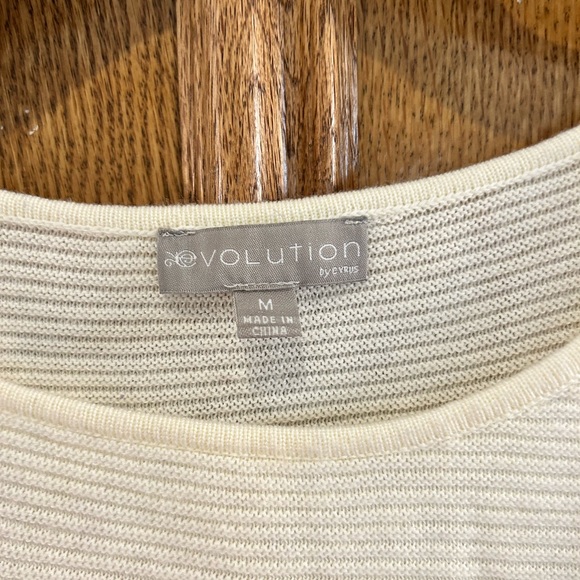 evolution
by CYRUS
M
MADE IN
CHINA